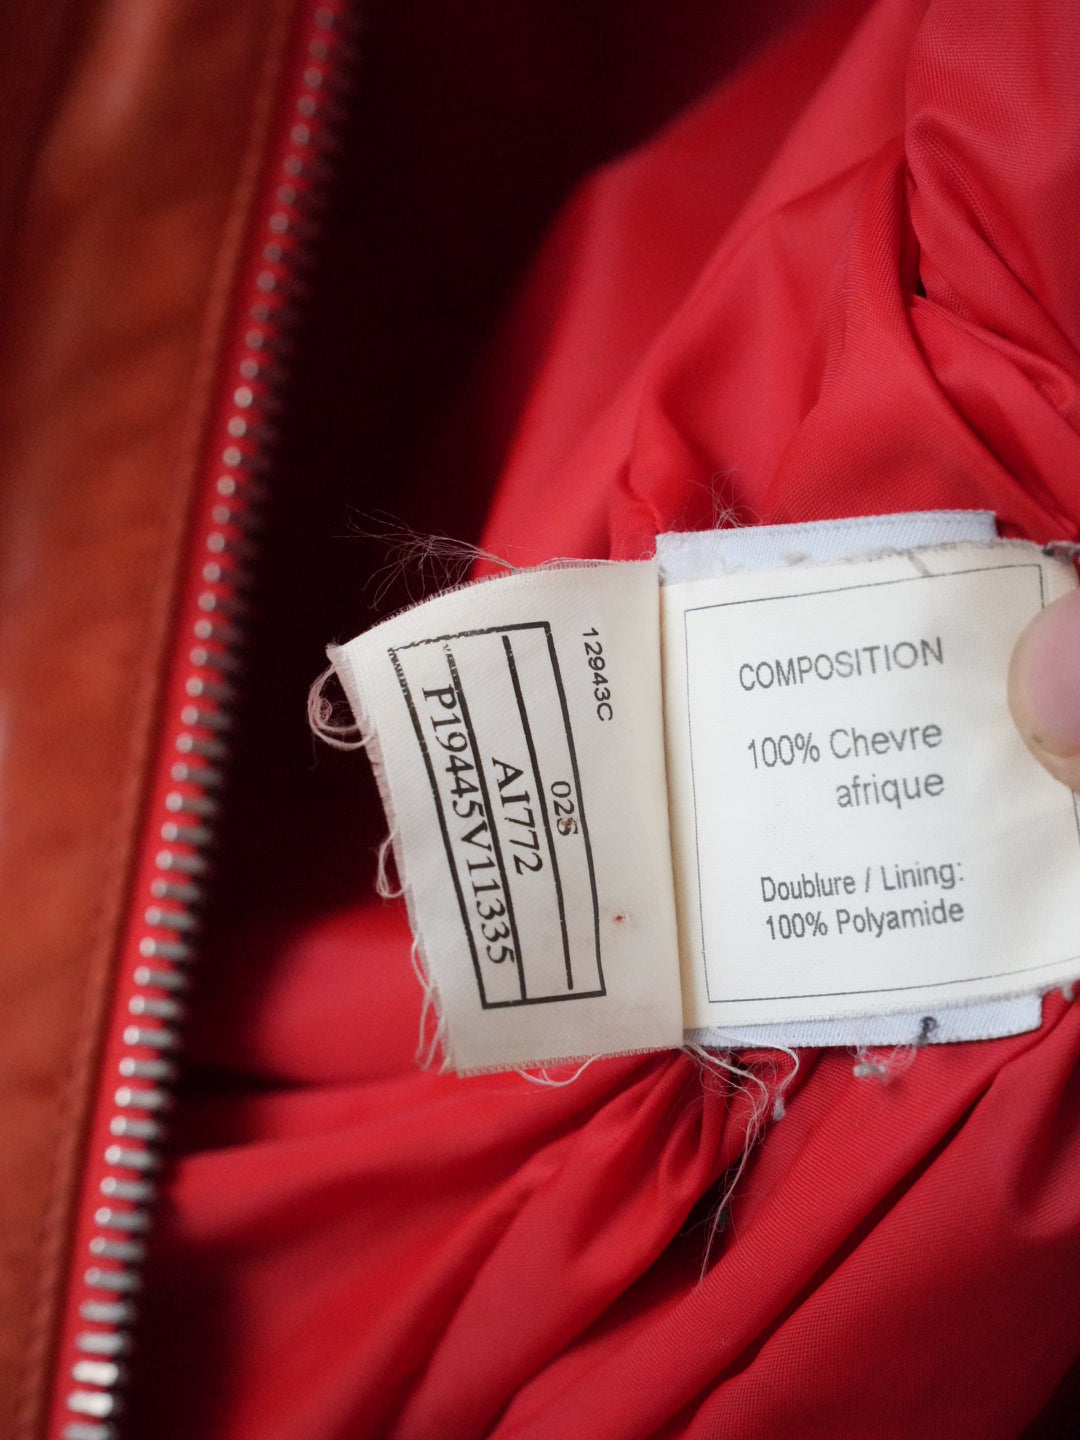 12943C
02S
AI772
P19445V11335
COMPOSITION
100% Chevre
afrique
Doublure / Lining:
100% Polyamide